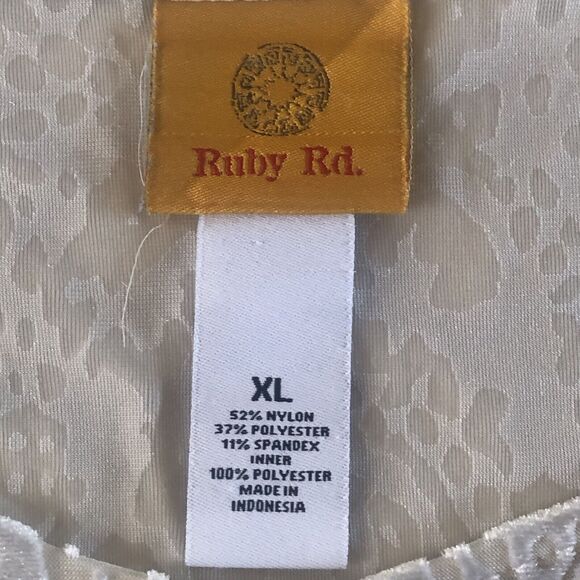 Ruby Rd.
XL
52% NYLON
37% POLYESTER
11% SPANDEX
INNER
100% POLYESTER
MADE IN
INDONESIA